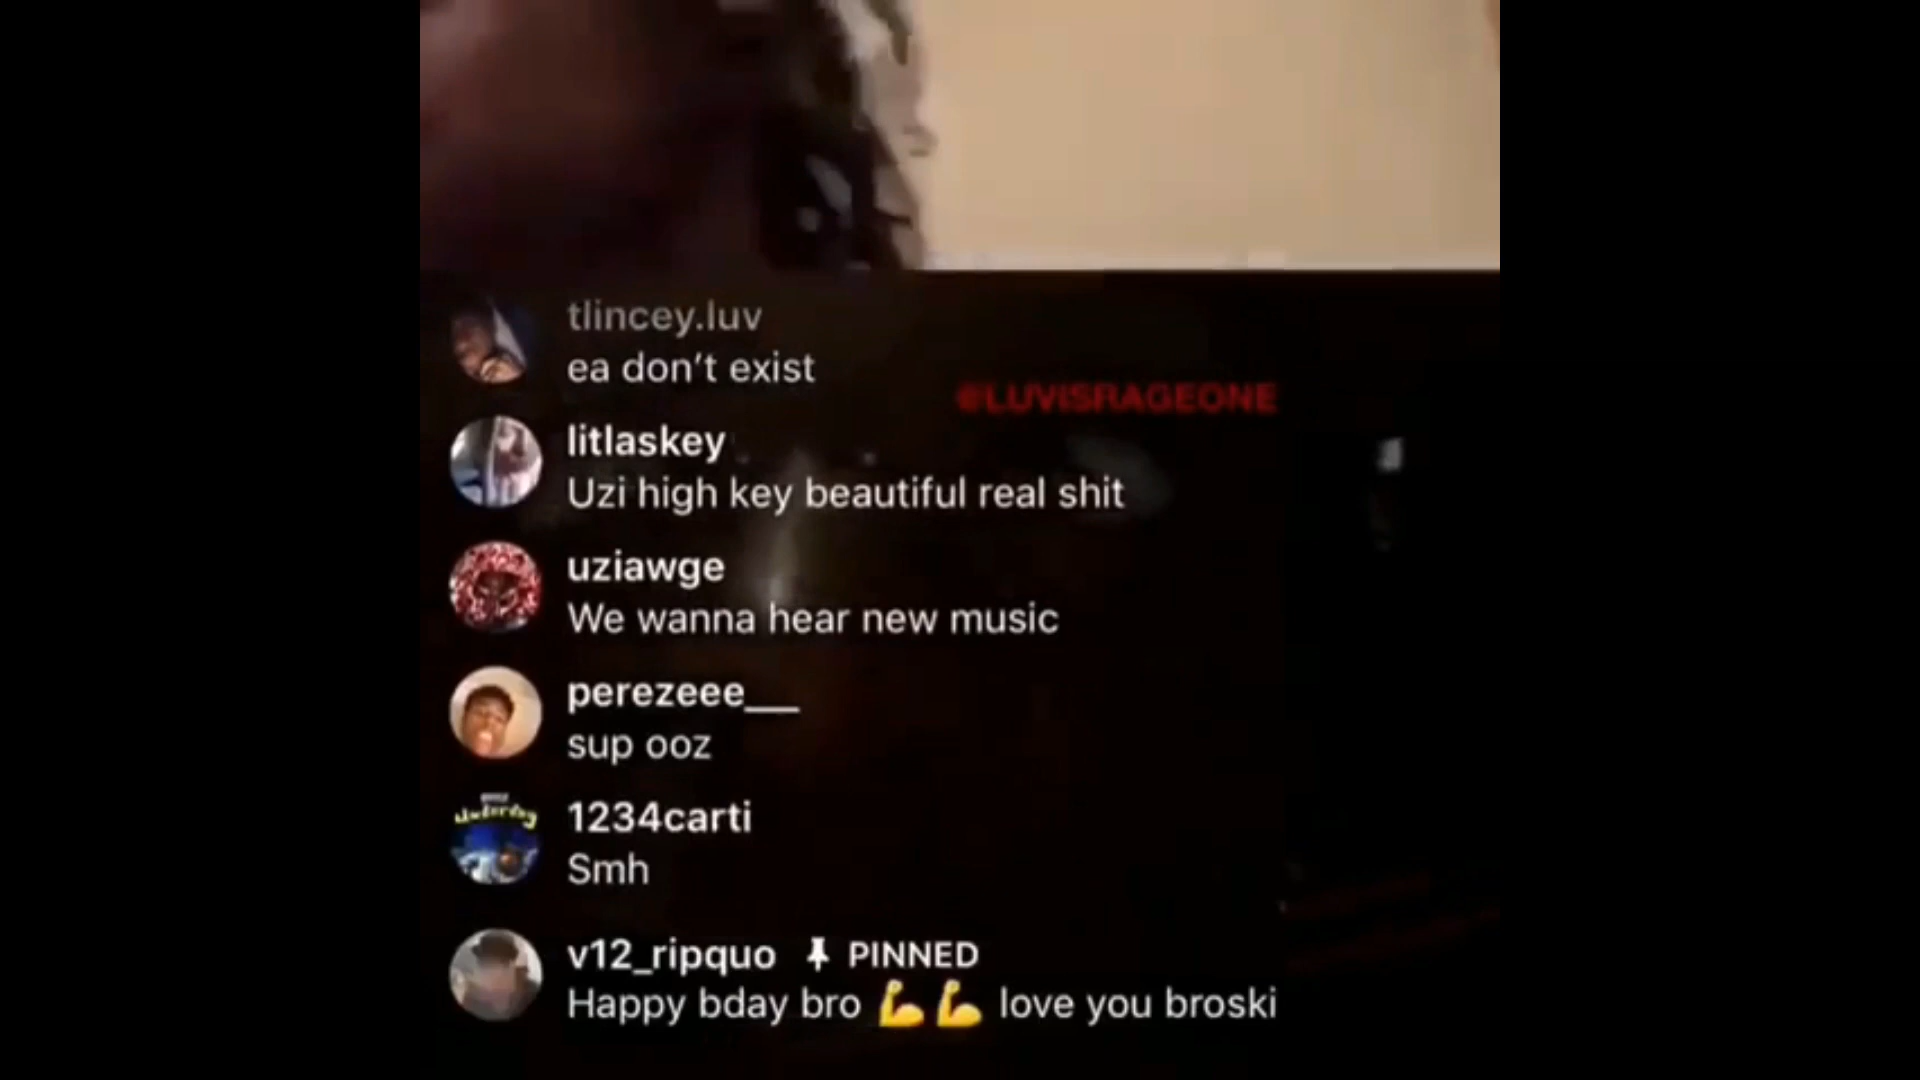 tlincey.luv
ea don't exist
@LUVISRAGEONE
litlaskey
Uzi high key beautiful real shit
uziawge
We wanna hear new music
perezeee___
sup ooz
1234carti
Smh
v12_ripquo PINNED
Happy bday bro 💪💪 love you broski